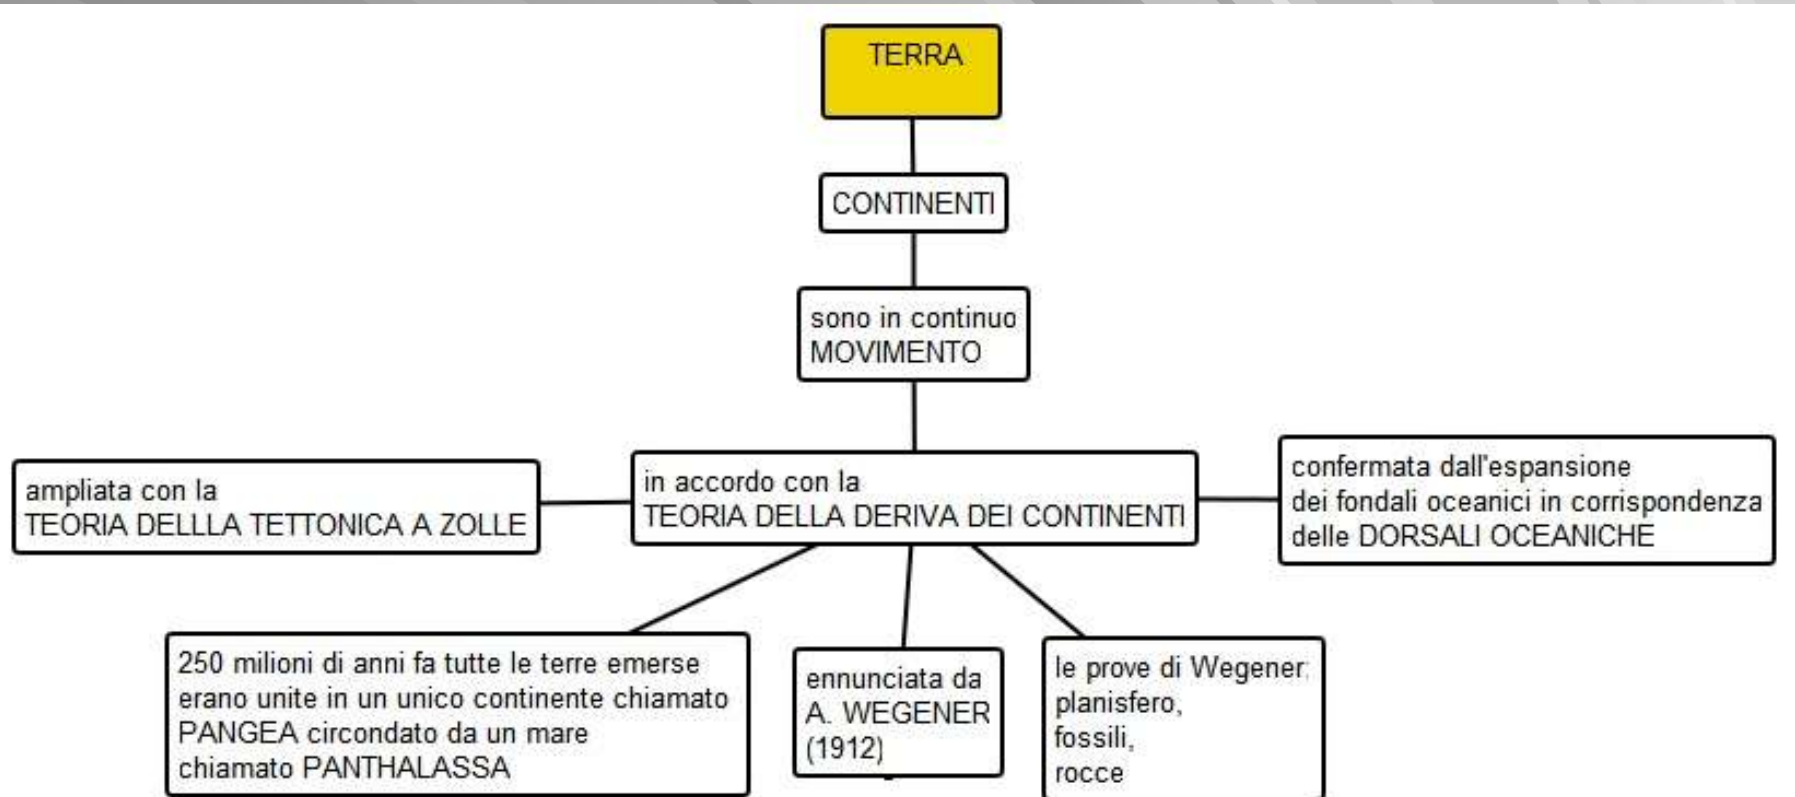 TERRA
CONTINENTI
sono in continuo
MOVIMENTO
ampliata con la
TEORIA DELLLA TETTONICA A ZOLLE
in accordo con la
TEORIA DELLA DERIVA DEI CONTINENTI
confermata dall'espansione
dei fondali oceanici in corrispondenza
delle DORSALI OCEANICHE
250 milioni di anni fa tutte le terre emerse
erano unite in un unico continente chiamato
PANGEA circondato da un mare
chiamato PANTHALASSA
ennunciata da
A. WEGENER
(1912)
le prove di Wegener:
planisfero,
fossili,
rocce